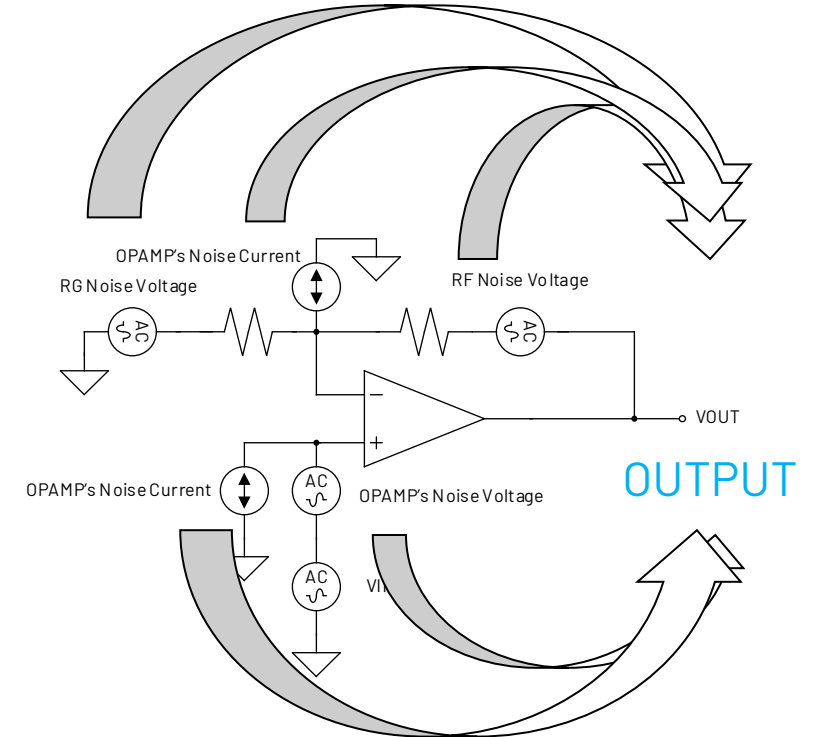 OPAMP's Noise Current
RG Noise Voltage
RF Noise Voltage
AC
AC
−
+
VOUT
OPAMP's Noise Current
AC
OPAMP's Noise Voltage
OUTPUT
AC